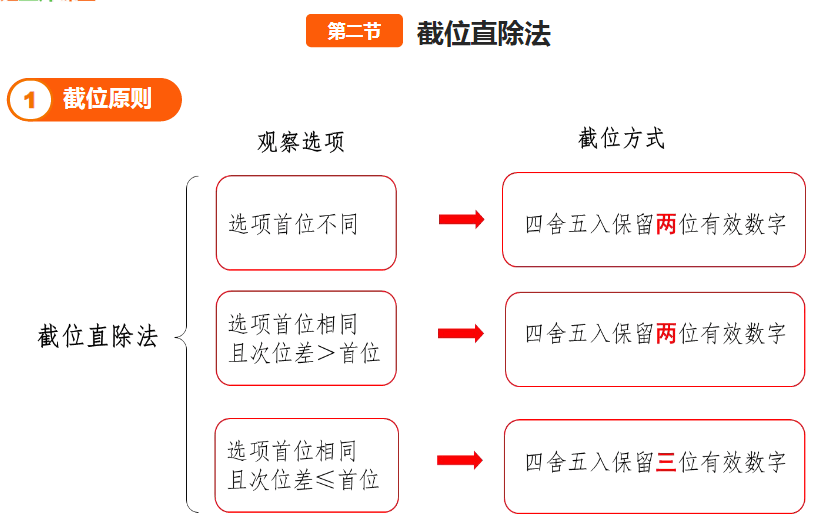 第二节 截位直除法
1 截位原则
观察选项 截位方式
选项首位不同 四舍五入保留两位有效数字
截位直除法
选项首位相同
且次位差＞首位
四舍五入保留两位有效数字
选项首位相同
且次位差≤首位
四舍五入保留三位有效数字